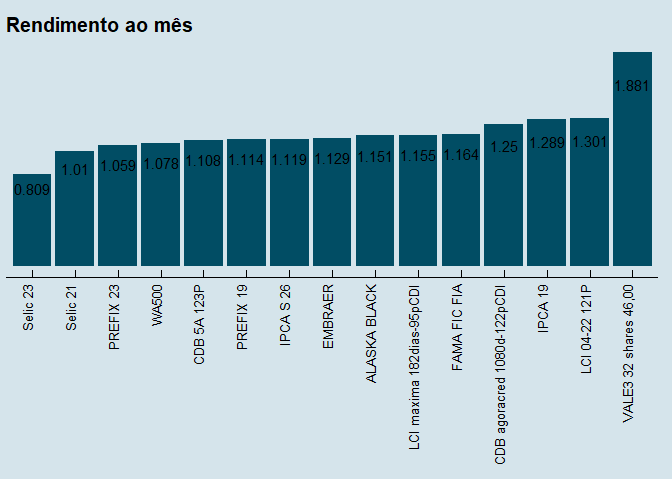 Rendimento ao mês
0.809
1.01
1.059
1.078
1.108
1.114
1.119
1.129
1.151
1.155
1.164
1.25
1.289
1.301
1.881
Selic 23
Selic 21
PREFIX 23
WA500
CDB 5A 123P
PREFIX 19
IPCA S 26
EMBRAER
ALASKA BLACK
LCI maxima 182dias-95pCDI
FAMA FIC FIA
CDB agoracred 1080d-122pCDI
IPCA 19
LCI 04-22 121P
VALE3 32 shares 46,00